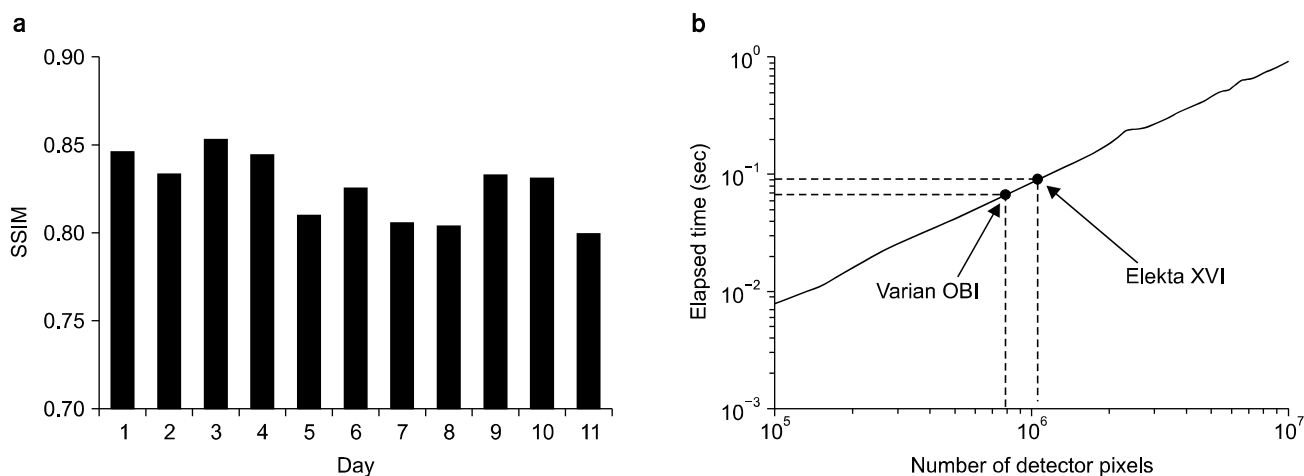 a
0.90
0.85
0.80
0.75
0.70
SSIM
1 2 3 4 5 6 7 8 9 10 11
Day
b
10^0
10^-1
10^-2
10^-3
Elapsed time (sec)
Varian OBI
Elekta XVI
10^5 10^6 10^7
Number of detector pixels